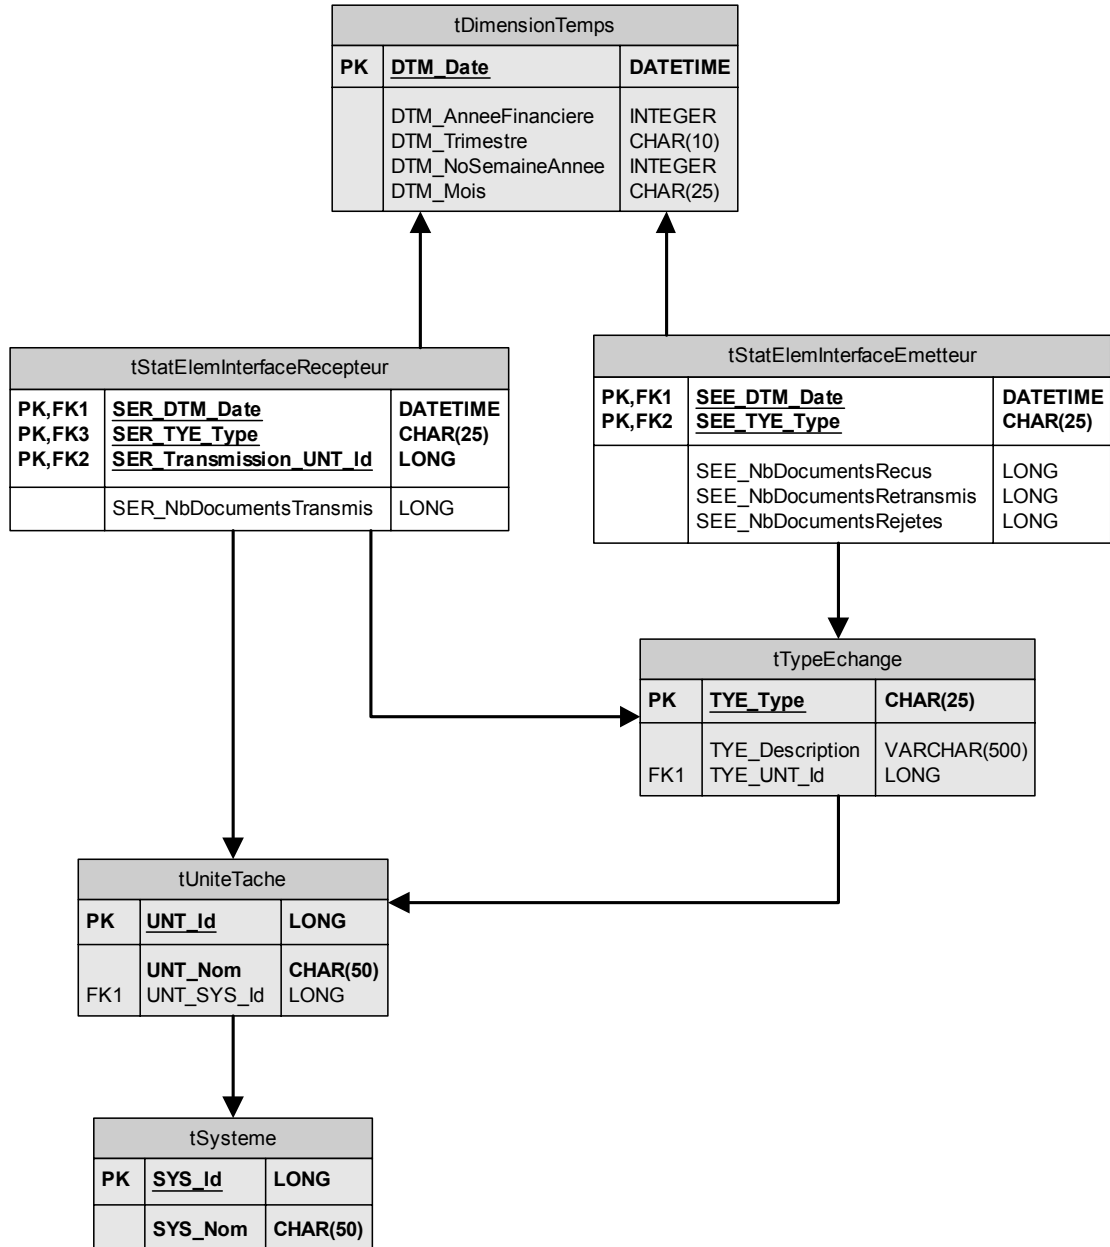 tDimensionTemps
PK DTM_Date DATETIME
DTM_AnneeFinanciere INTEGER
DTM_Trimestre CHAR(10)
DTM_NoSemaineAnnee INTEGER
DTM_Mois CHAR(25)
tStatElemInterfaceRecepteur
PK,FK1 SER_DTM_Date DATETIME
PK,FK3 SER_TYE_Type CHAR(25)
PK,FK2 SER_Transmission_UNT_Id LONG
SER_NbDocumentsTransmis LONG
tStatElemInterfaceEmetteur
PK,FK1 SEE_DTM_Date DATETIME
PK,FK2 SEE_TYE_Type CHAR(25)
SEE_NbDocumentsRecus LONG
SEE_NbDocumentsRetransmis LONG
SEE_NbDocumentsRejetes LONG
tTypeEchange
PK TYE_Type CHAR(25)
TYE_Description VARCHAR(500)
FK1 TYE_UNT_Id LONG
tUniteTache
PK UNT_Id LONG
UNT_Nom CHAR(50)
FK1 UNT_SYS_Id LONG
tSysteme
PK SYS_Id LONG
SYS_Nom CHAR(50)